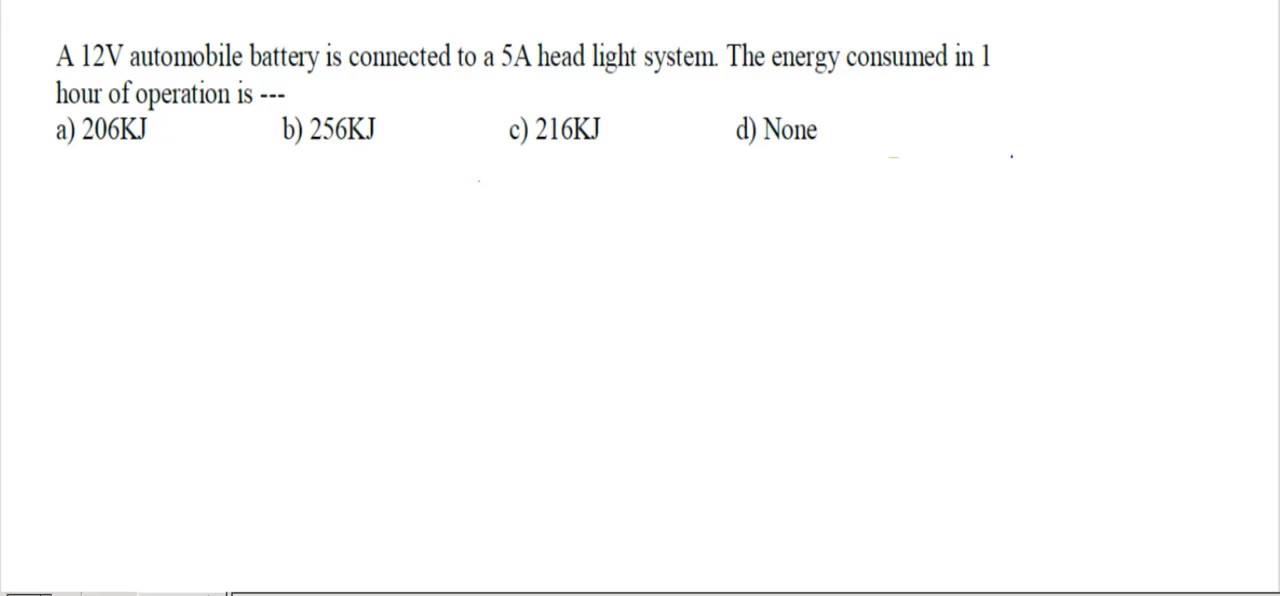 A 12V automobile battery is connected to a 5A head light system. The energy consumed in 1
hour of operation is ---
a) 206KJ b) 256KJ c) 216KJ d) None